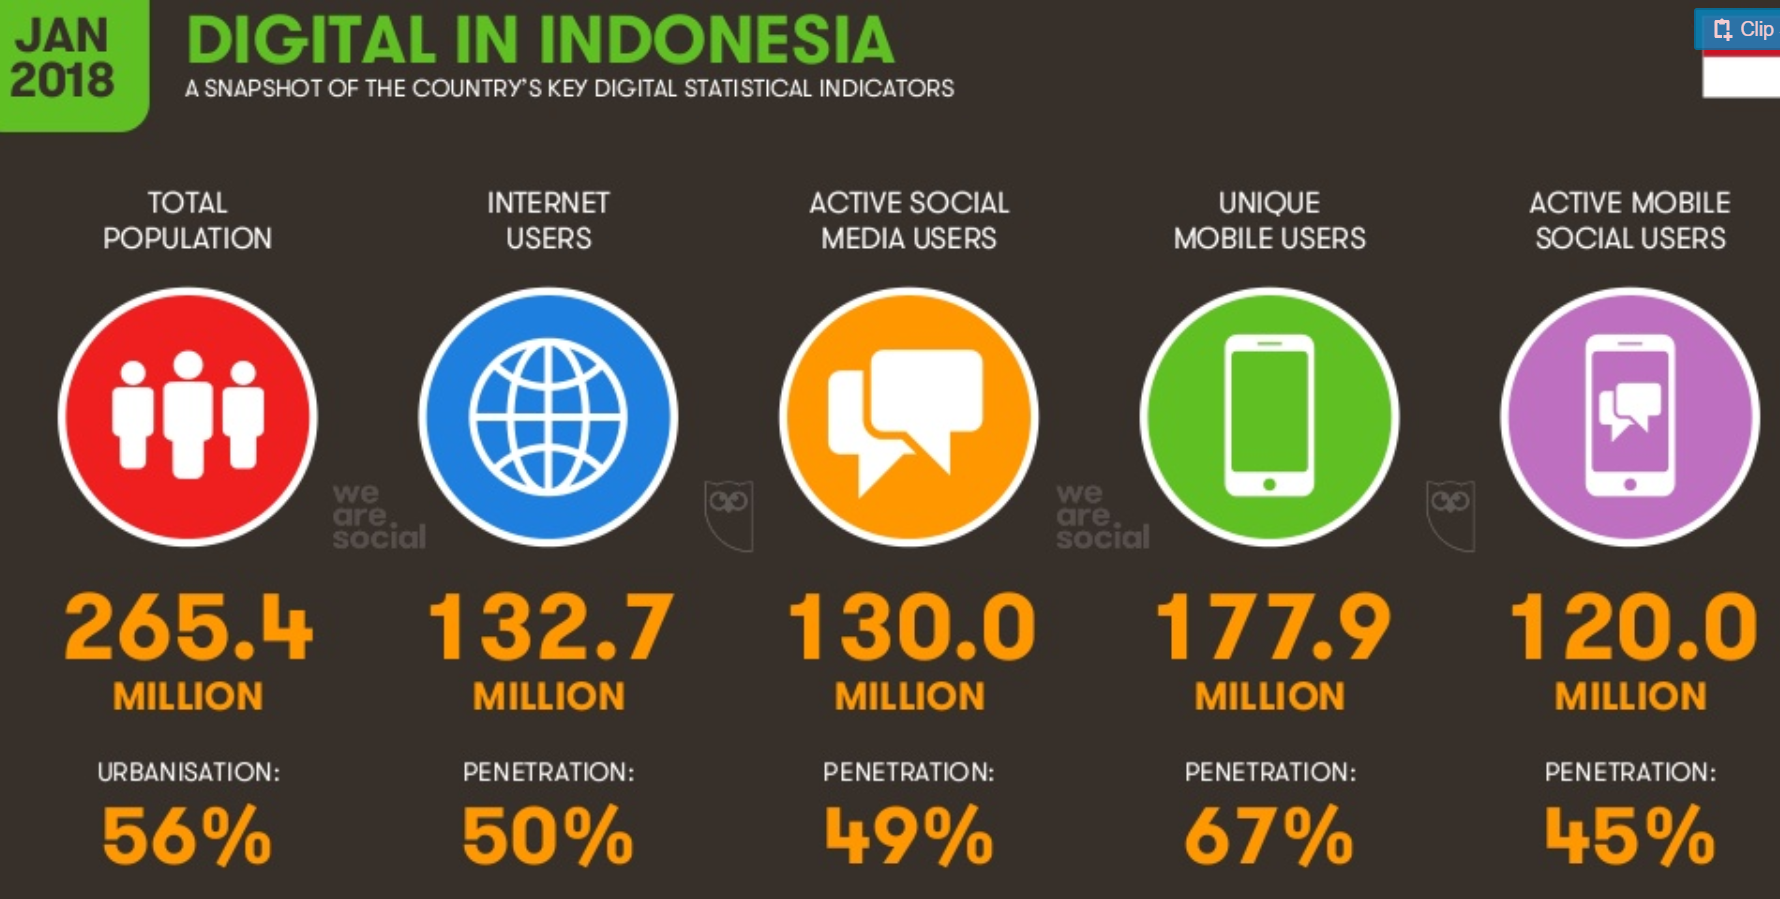 JAN
2018
DIGITAL IN INDONESIA
A SNAPSHOT OF THE COUNTRY'S KEY DIGITAL STATISTICAL INDICATORS
Clip
TOTAL
POPULATION
265.4
MILLION
URBANISATION:
56%
INTERNET
USERS
132.7
MILLION
PENETRATION:
50%
ACTIVE SOCIAL
MEDIA USERS
130.0
MILLION
PENETRATION:
49%
UNIQUE
MOBILE USERS
177.9
MILLION
PENETRATION:
67%
ACTIVE MOBILE
SOCIAL USERS
120.0
MILLION
PENETRATION:
45%
we
are.
social
we
are.
social